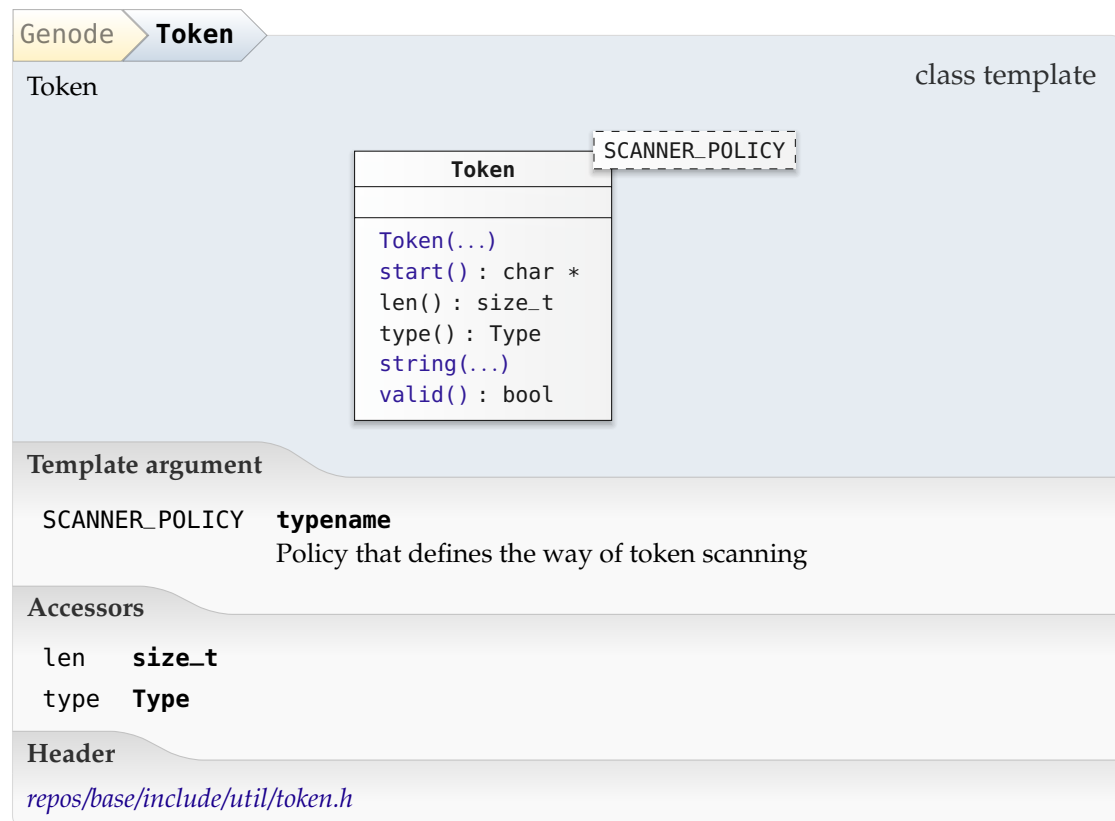 Genode Token
class template
Token
SCANNER_POLICY
Token
Token(...)
start() : char *
len() : size_t
type() : Type
string(...)
valid() : bool
Template argument
SCANNER_POLICY typename
Policy that defines the way of token scanning
Accessors
len size_t
type Type
Header
repos/base/include/util/token.h